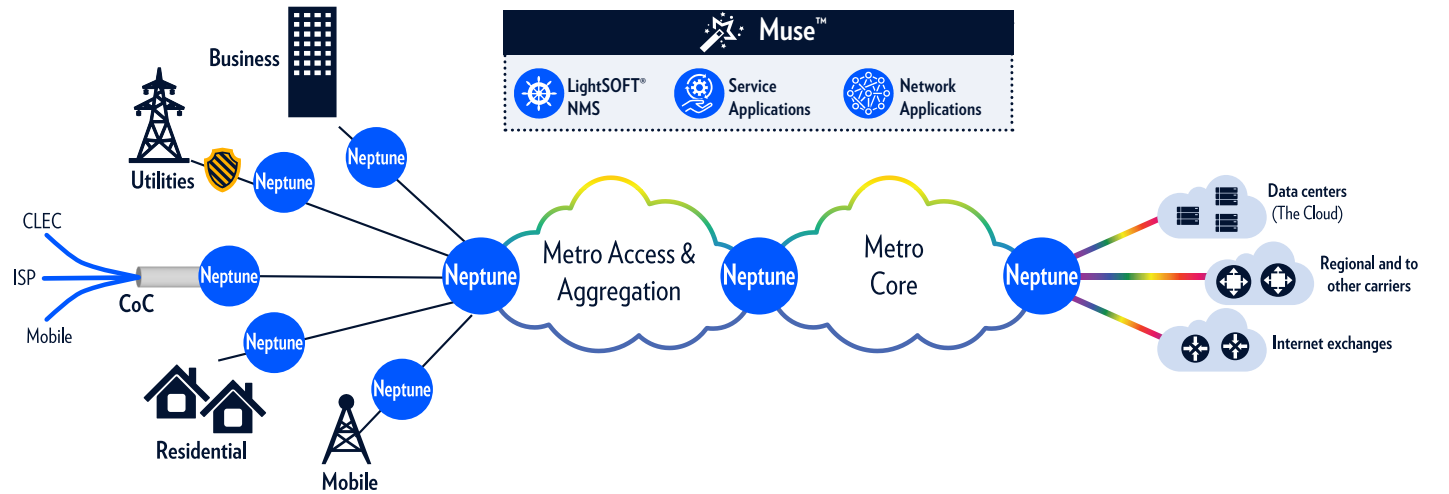 Muse™
LightSOFT®
NMS
Service
Applications
Network
Applications
Business
Neptune
Utilities
Neptune
CLEC
ISP
Mobile
CoC
Neptune
Neptune
Residential
Neptune
Mobile
Neptune
Metro Access &
Aggregation
Neptune
Metro
Core
Neptune
Data centers
(The Cloud)
Regional and to
other carriers
Internet exchanges